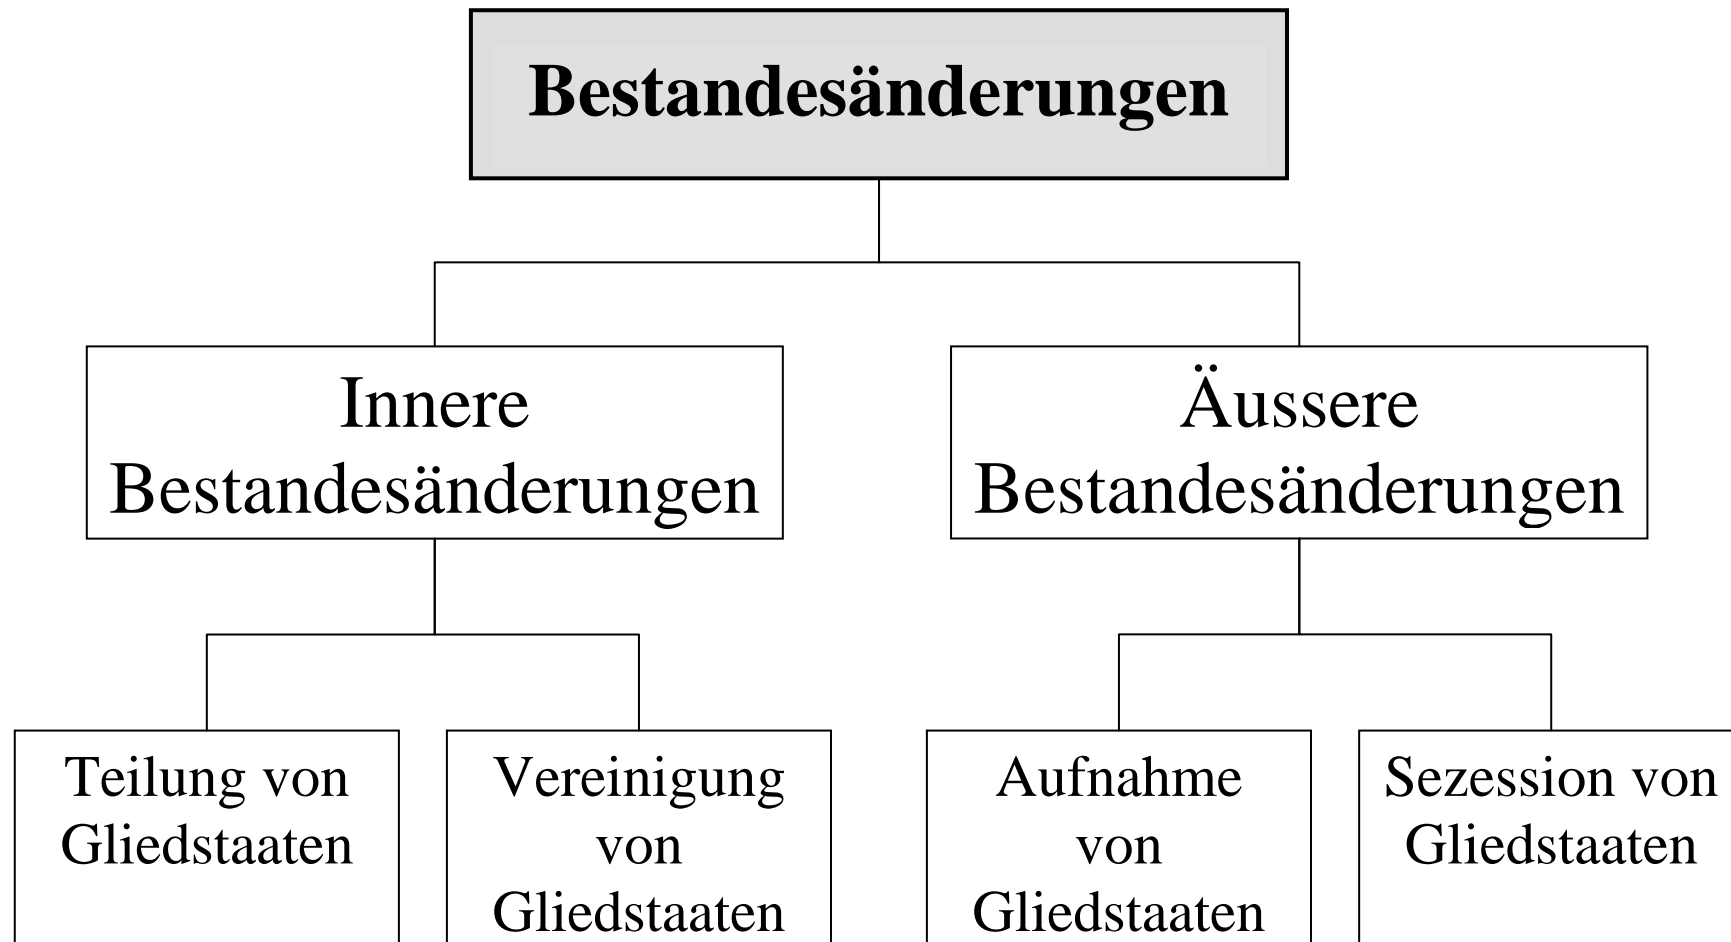 Bestandesänderungen
Innere
Bestandesänderungen
Äussere
Bestandesänderungen
Teilung von
Gliedstaaten
Vereinigung
von
Gliedstaaten
Aufnahme
von
Gliedstaaten
Sezession von
Gliedstaaten